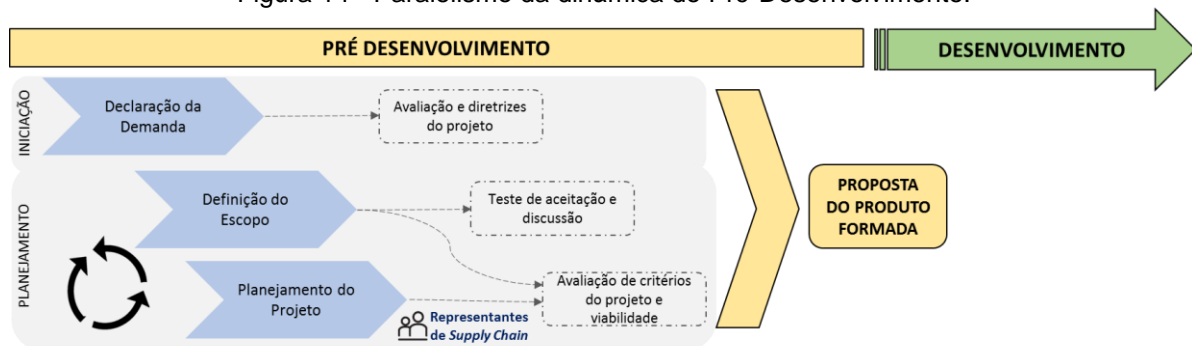 PRÉ DESENVOLVIMENTO
DESENVOLVIMENTO
INICIAÇÃO
Declaração da
Demanda
Avaliação e diretrizes
do projeto
PLANEJAMENTO
Definição do
Escopo
Teste de aceitação e
discussão
Planejamento do
Projeto
Representantes
de Supply Chain
Avaliação de critérios
do projeto e
viabilidade
PROPOSTA
DO PRODUTO
FORMADA